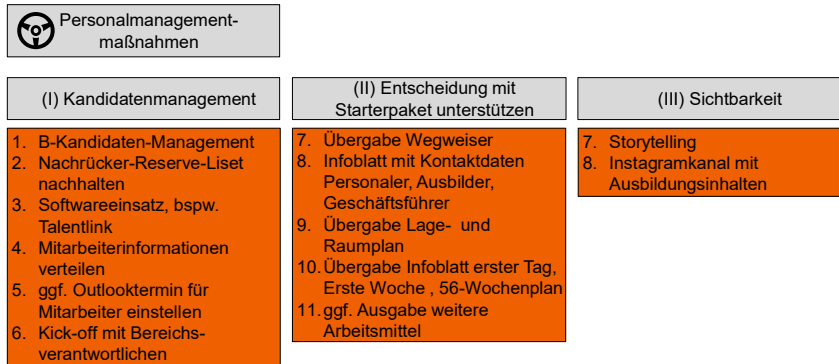 Personalmanagement-
maßnahmen
(I) Kandidatenmanagement
1. B-Kandidaten-Management
2. Nachrücker-Reserve-Liset
nachhalten
3. Softwareeinsatz, bspw.
Talentlink
4. Mitarbeiterinformationen
verteilen
5. ggf. Outlooktermin für
Mitarbeiter einstellen
6. Kick-off mit Bereichs-
verantwortlichen
(II) Entscheidung mit
Starterpaket unterstützen
7. Übergabe Wegweiser
8. Infoblatt mit Kontaktdaten
Personaler, Ausbilder,
Geschäftsführer
9. Übergabe Lage- und
Raumplan
10. Übergabe Infoblatt erster Tag,
Erste Woche , 56-Wochenplan
11. ggf. Ausgabe weitere
Arbeitsmittel
(III) Sichtbarkeit
7. Storytelling
8. Instagramkanal mit
Ausbildungsinhalten